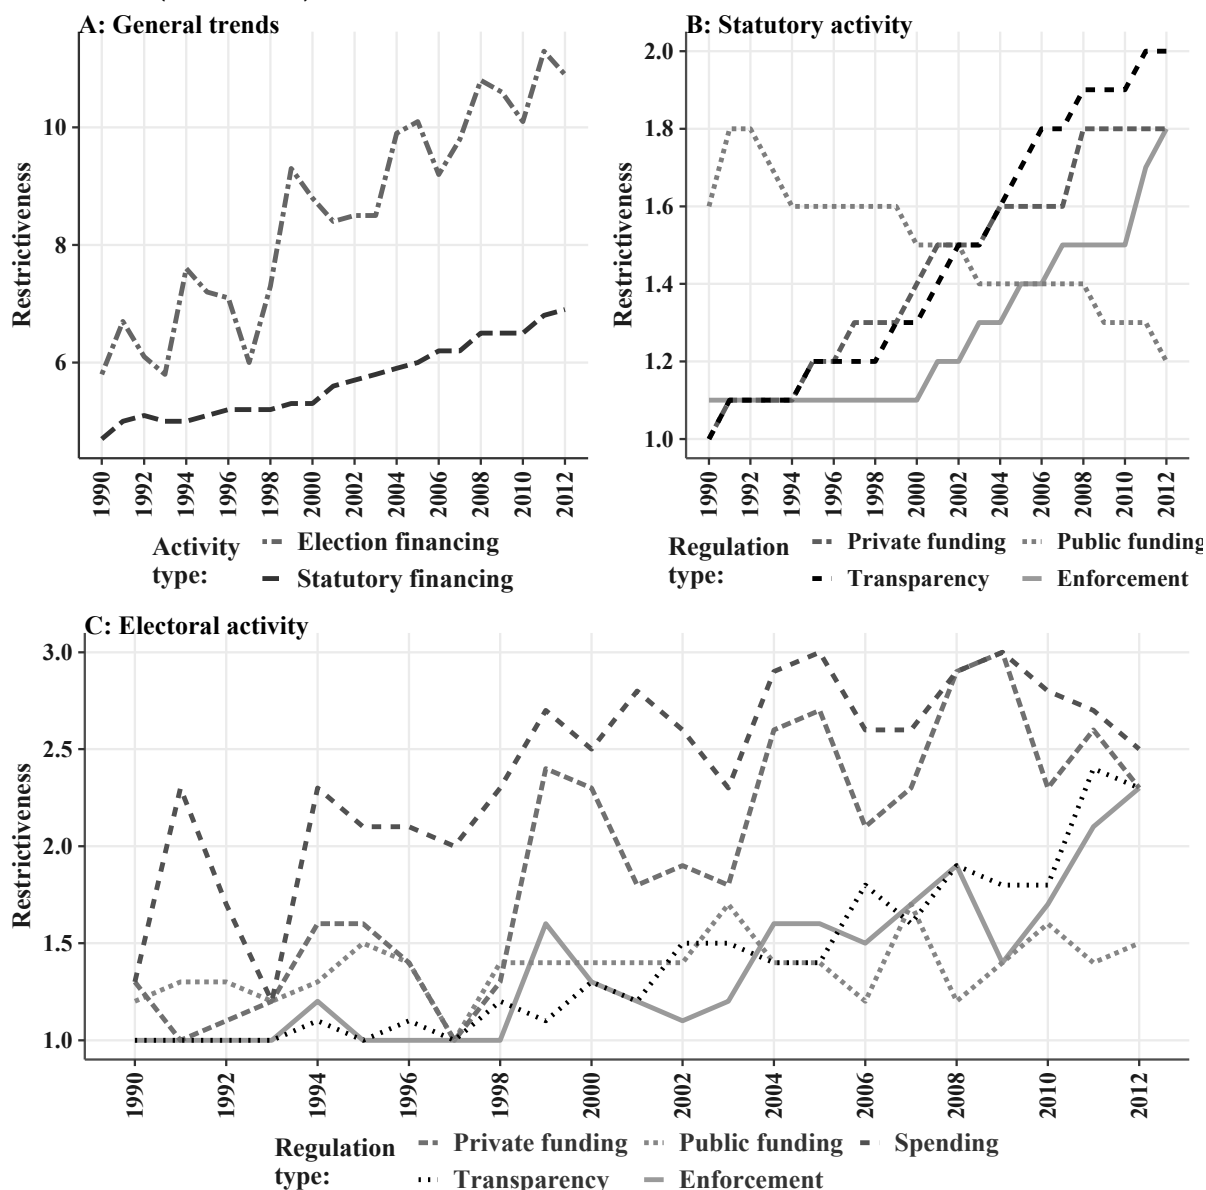 A: General trends
Restrictiveness
10
8
6
1990 1992 1994 1996 1998 2000 2002 2004 2006 2008 2010 2012
Activity type:
Election financing
Statutory financing
B: Statutory activity
Restrictiveness
2.0
1.8
1.6
1.4
1.2
1.0
1990 1992 1994 1996 1998 2000 2002 2004 2006 2008 2010 2012
Regulation type:
Private funding Public funding
Transparency Enforcement
C: Electoral activity
Restrictiveness
3.0
2.5
2.0
1.5
1.0
1990 1992 1994 1996 1998 2000 2002 2004 2006 2008 2010 2012
Regulation type:
Private funding Public funding Spending
Transparency Enforcement